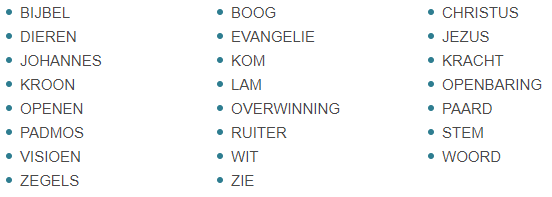 BIJBEL BOOG CHRISTUS
DIEREN EVANGELIE JEZUS
JOHANNES KOM KRACHT
KROON LAM OPENBARING
OPENEN OVERWINNING PAARD
PADMOS RUITER STEM
VISIOEN WIT WOORD
ZEGELS ZIE